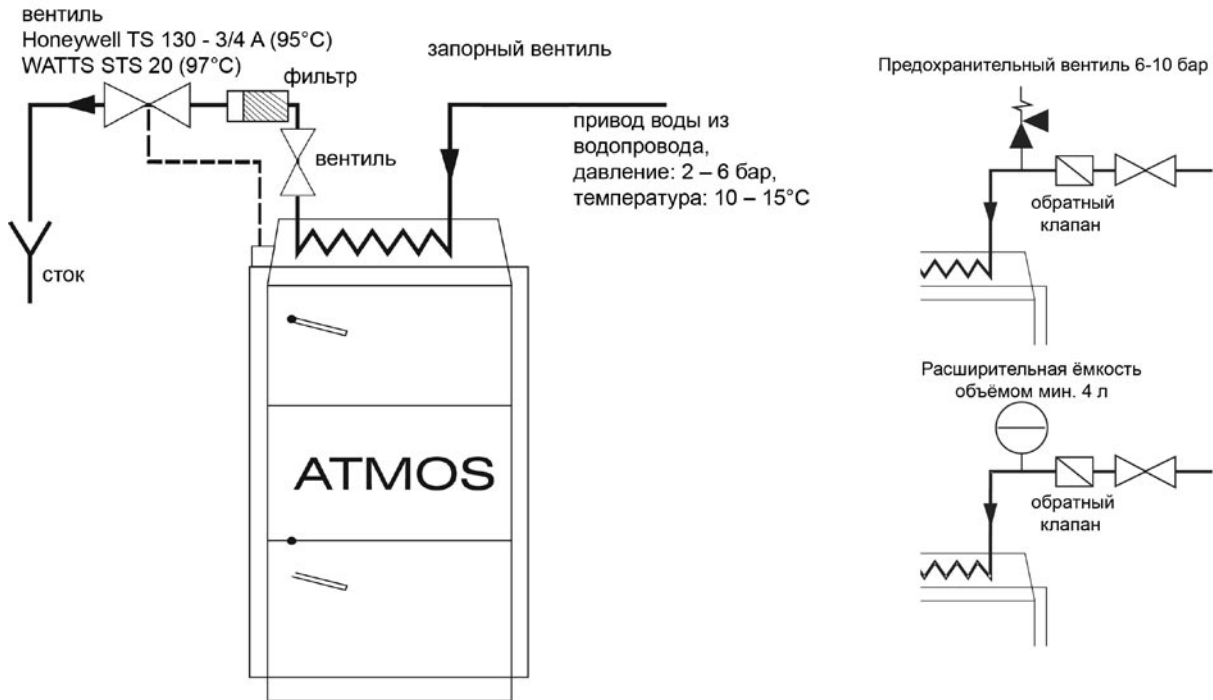 вентиль
Honeywell TS 130 - 3/4 A (95°C)
WATTS STS 20 (97°C)
фильтр
запорный вентиль
вентиль
привод воды из
водопровода,
давление: 2 – 6 бар,
температура: 10 – 15°C
сток
ATMOS
Предохранительный вентиль 6-10 бар
обратный
клапан
Расширительная ёмкость
объёмом мин. 4 л
обратный
клапан